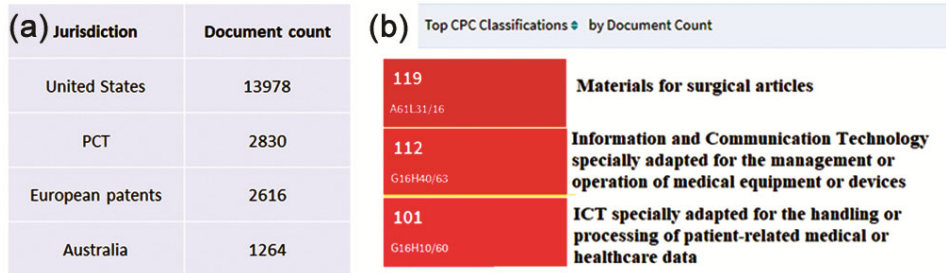 (a)
Jurisdiction Document count
United States 13978
PCT 2830
European patents 2616
Australia 1264
(b)
Top CPC Classifications by Document Count
119
A61L31/16
Materials for surgical articles
112
G16H40/63
Information and Communication Technology
specially adapted for the management or
operation of medical equipment or devices
101
G16H10/60
ICT specially adapted for the handling or
processing of patient-related medical or
healthcare data